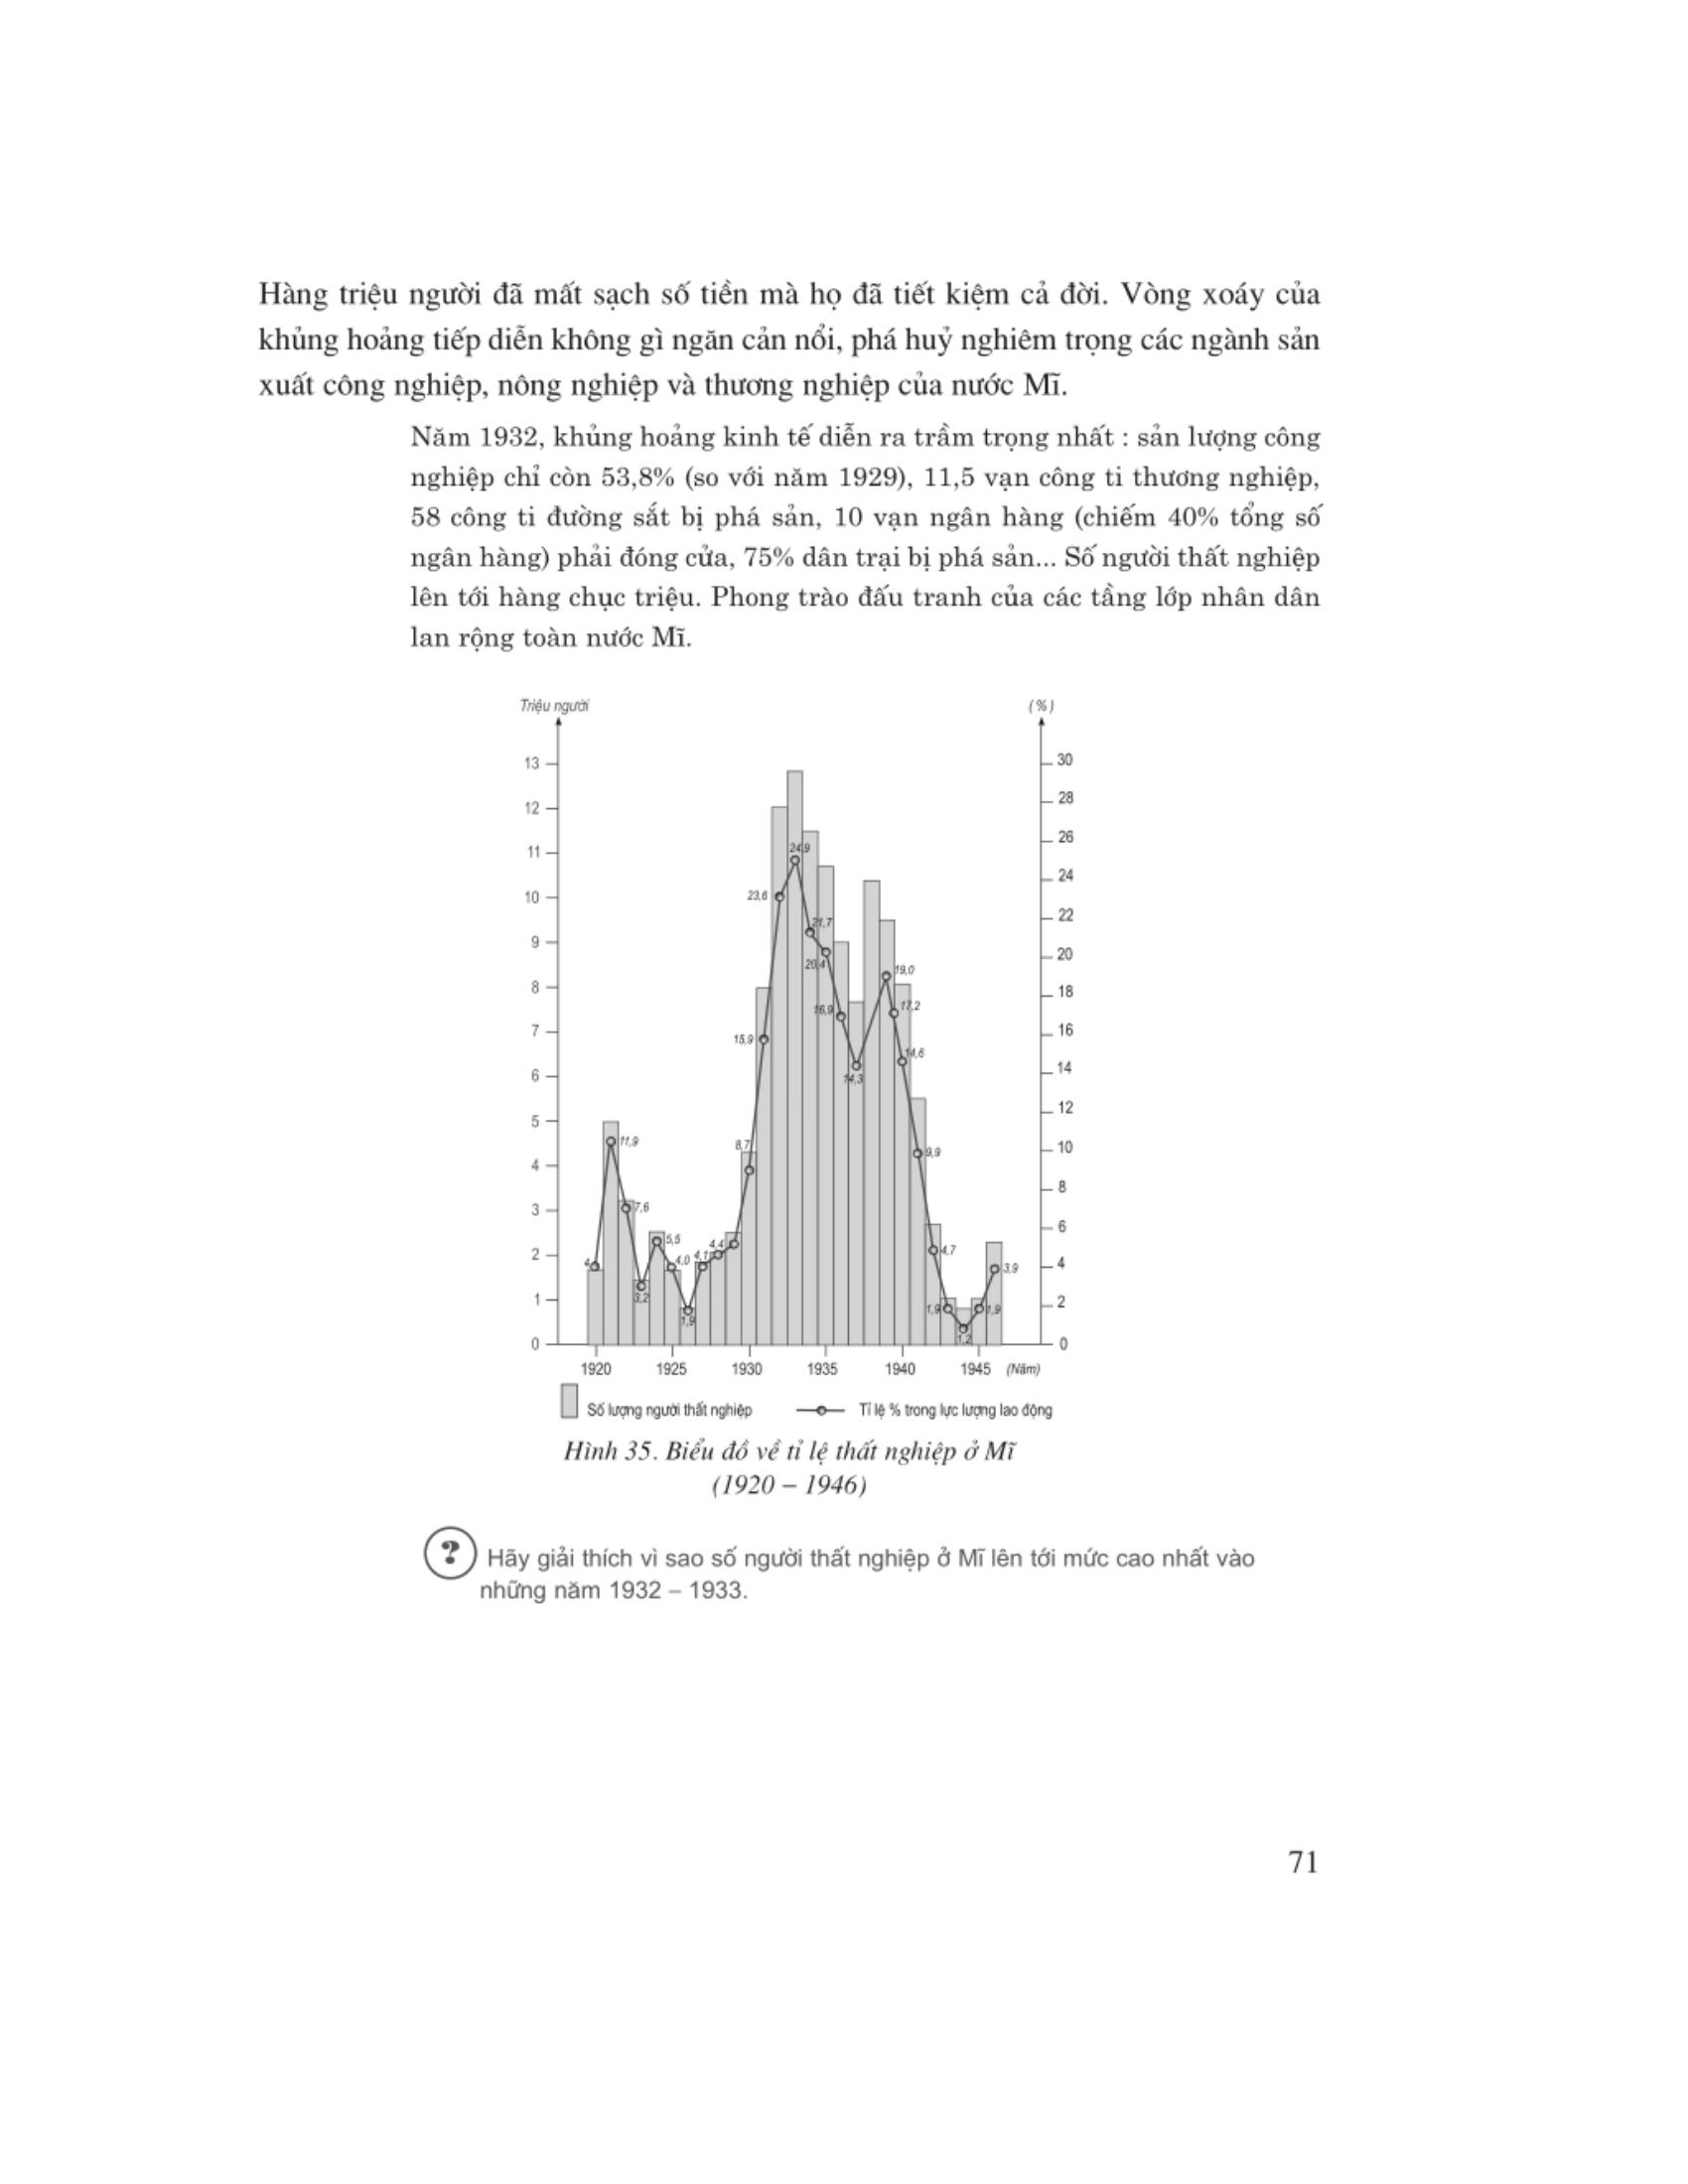 Hàng triệu người đã mất sạch số tiền mà họ đã tiết kiệm cả đời. Vòng xoáy của
khủng hoảng tiếp diễn không gì ngăn cản nổi, phá huỷ nghiêm trọng các ngành sản
xuất công nghiệp, nông nghiệp và thương nghiệp của nước Mĩ.
Năm 1932, khủng hoảng kinh tế diễn ra trầm trọng nhất : sản lượng công
nghiệp chỉ còn 53,8% (so với năm 1929), 11,5 vạn công ti thương nghiệp,
58 công ti đường sắt bị phá sản, 10 vạn ngân hàng (chiếm 40% tổng số
ngân hàng) phải đóng cửa, 75% dân trại bị phá sản... Số người thất nghiệp
lên tới hàng chục triệu. Phong trào đấu tranh của các tầng lớp nhân dân
lan rộng toàn nước Mĩ.
Triệu người (%)
13 30
12 28
11 26
10 24
9 22
8 20
7 18
6 16
5 14
4 12
3 10
2 8
1 6
0 4
2
0
11,9
7,6
3,2
5,5
4,0
1,9
4,1
4,4
8,7
15,9
23,6
24,9
21,7
20,4
16,9
14,3
19,0
17,2
14,6
9,9
4,7
1,9
1,2
1,9
3,9
1920 1925 1930 1935 1940 1945 (Năm)
Số lượng người thất nghiệp Tỉ lệ % trong lực lượng lao động
Hình 35. Biểu đồ về tỉ lệ thất nghiệp ở Mĩ
(1920 – 1946)
? Hãy giải thích vì sao số người thất nghiệp ở Mĩ lên tới mức cao nhất vào
những năm 1932 – 1933.
71